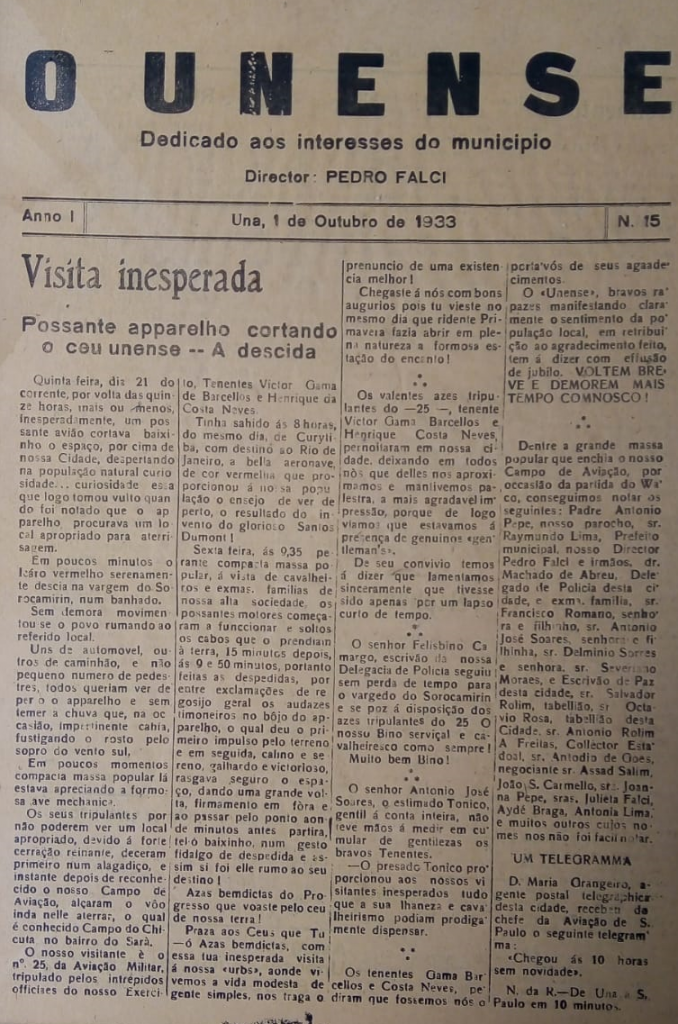 O UNENSE
Dedicado aos interesses do municipio
Director: PEDRO FALCI
Anno I
Una, 1 de Outubro de 1933
N. 15
Visita inesperada
Possante apparelho cortando
o ceu unense -- A descida
Quinta feira, dia 21 do
corrente, por volta das quin
ze horas, mais ou menos,
inesperadamente, um pos
sante avião cortava baixi
nho o espaço, por cima de
nossa Cidade, despertando
na população natural curio
sidade... curiosidade essa
que logo tomou vulto quan
do foi notado que o ap
parelho, procurava um lo
cal apropriado para aterri
sagem.
Em poucos minutos o
Icáro vermelho serenamen
te descia na vargem do So
rocamirin, num banhado.
Sem demora movimen
tou se o povo rumando ao
referido local.
Uns de automovel, ou
tros de caminhão, e não
pequeno numero de pedes
tres, todos queriam ver de
perto o apparelho e sem
temer a chuva que, na oc
casião, impertinente cahia,
fustigando o rosto pelo
sopro do vento sul.
Em poucos momentos
compacta massa popular lá
estava apreciando a formo
sa ave mechanica.
Os seus tripulantes por
não poderem ver um local
apropriado, devido á forte
cerração reinante, deceram
primeiro num alagadiço, e
instante depois de reconhe
cido o nosso Campo de
Aviação, alçaram o vôo
inda nelle aterrar, o qual
é conhecido Campo do Chi
cuta no bairro do Sará.
O nosso visitante é o
nº. 25, da Aviação Militar,
tripulado pelos intrépidos
officiaes do nosso Exerci
to, Tenentes Victor Gama
de Barcellos e Henrique da
Costa Neves.
Tinha sahido ás 8 horas,
do mesmo dia, de Curyti
ba, com destino ao Rio de
Janeiro, a bella aeronave,
de cor vermelha que pro
porcionou á nossa popu
lação o ensejo de ver de
perto, o resultado do in
vento do glorioso Santos
Dumont!
Sexta feira, ás 9,35 pe
rante compacta massa po
pular, á vista de cavalhei
ros e exmas. familias de
nossa alta sociedade, os
possantes motores começa
ram a funccionar e soltos
os cabos que o prendiam
à terra, 15 minutos depois,
ás 9 e 50 minutos, portanto
feitas as despedidas, por
entre exclamações de re
gosijo geral os audazes
timoneiros no bôjo do ap
parelho, o qual deu o pri
meiro impulso pelo terreno
e em seguida, calmo e se
reno, galhardo e victorioso,
rasgava seguro o espa
ço, dando uma grande vol
ta, firmamento em fóra e
ao passar pelo ponto aon
de minutos antes partira,
fel-o baixinho, num gesto
fidalgo de despedida e as
sim si foi elle rumo ao seu
destino!
Azas bemdictas do Pro
gresso que voaste pelo ceu
de nossa terra!
Praza aos Ceus que Tu
—ó Azas bemdictas, com
essa tua inesperada visita
á nossa «urbs», aonde vi
vemos a vida modesta de
gente simples, nos traga o
prenuncio de uma existen
cia melhor!
Chegaste á nós com bons
augurios pois tu vieste no
mesmo dia que ridente Pri
mavera fazia abrir em ple
na natureza a formosa es
tação do encanto!
Os valentes azes tripu
lantes do —25 —, tenente
Victor Gama Barcellos e
Henrique Costa Neves,
pernoitaram em nossa ci
dade, deixando em todos
nós que delles nos aproxi
mamos e mantivemos pa
lestra, a mais agradavel im
pressão, porque de logo
viamos que estavamos á
presença de genuinos «gen
tleman's».
De seu convivio temos
á dizer que lamentamos
sinceramente que tivesse
sido apenas por um lapso
curto de tempo.
O senhor Felisbino Ca
margo, escrivão da nossa
Delegacia de Policia seguiu
sem perda de tempo para
o vargedo do Sorocamirin
e se poz á disposição dos
azes tripulantes do 25 O
nosso Bino serviçal e ca
valheiresco como sempre!
Muito bem Bino!
O senhor Antonio José
Soares, o estimado Tonico,
gentil á conta inteira, não
teve mãos á medir em cu
mular de gentilezas os
bravos Tenentes.
—O presado Tonico pro
porcionou aos nossos vi
sitantes inesperados tudo
que a sua lhaneza e cava
lheirismo podiam prodiga
mente dispensar.
Os tenentes Gama Bar
cellos e Costa Neves, pe
diram que fossemos nós o
porta'vós de seus agrade
cimentos.
O «Unense», bravos ra
pazes manifestando clara
mente o sentimento da po
pulação local, em retribui
ção ao agradecimento feito,
tem á dizer com effusão
de jubilo. VOLTEM BRE
VE E DEMOREM MAIS
TEMPO COMNOSCO!
Dentre a grande massa
popular que enchia o nosso
Campo de Aviação, por
occasião da partida do Wa
co, conseguimos notar os
seguintes: Padre Antonio
Pepe, nosso parocho, sr.
Raymundo Lima, Prefeito
municipal, nosso Director
Pedro Falci e irmãos, dr.
Machado de Abreu, Dele
gado de Policia desta ci
dade, e exma. familia, sr.
Francisco Romano, senho
ra e filhinho, sr. Antonio
José Soares, senhora e fi
lhinha, sr. Delminio Soares
e senhora, sr. Severino
Moraes, e Escrivão de Paz
desta cidade, sr. Salvador
Rolim, tabellião, sr Octa
vio Rosa, tabellião desta
Cidade, sr. Antonio Rolim
A Freitas, Collector Esta
doal, sr. Antonio de Goes,
negociante sr. Assad Salim,
João S. Carmello, sr. Joan
na Pepe, sras. Julieta Falci,
Aydé Braga, Antonia Lima,
e muitos outros cujos no
mes nos não foi facil notar.
UM TELEGRAMMA
D. Maria Orangeiro, a
gente postal telegraphica
desta cidade, recebeu da
chefe da Aviação de S.
Paulo o seguinte telegram
ma:
«Chegou ás 10 horas
sem novidade».
N. da R.—De Una a S.
Paulo em 10 minutos.